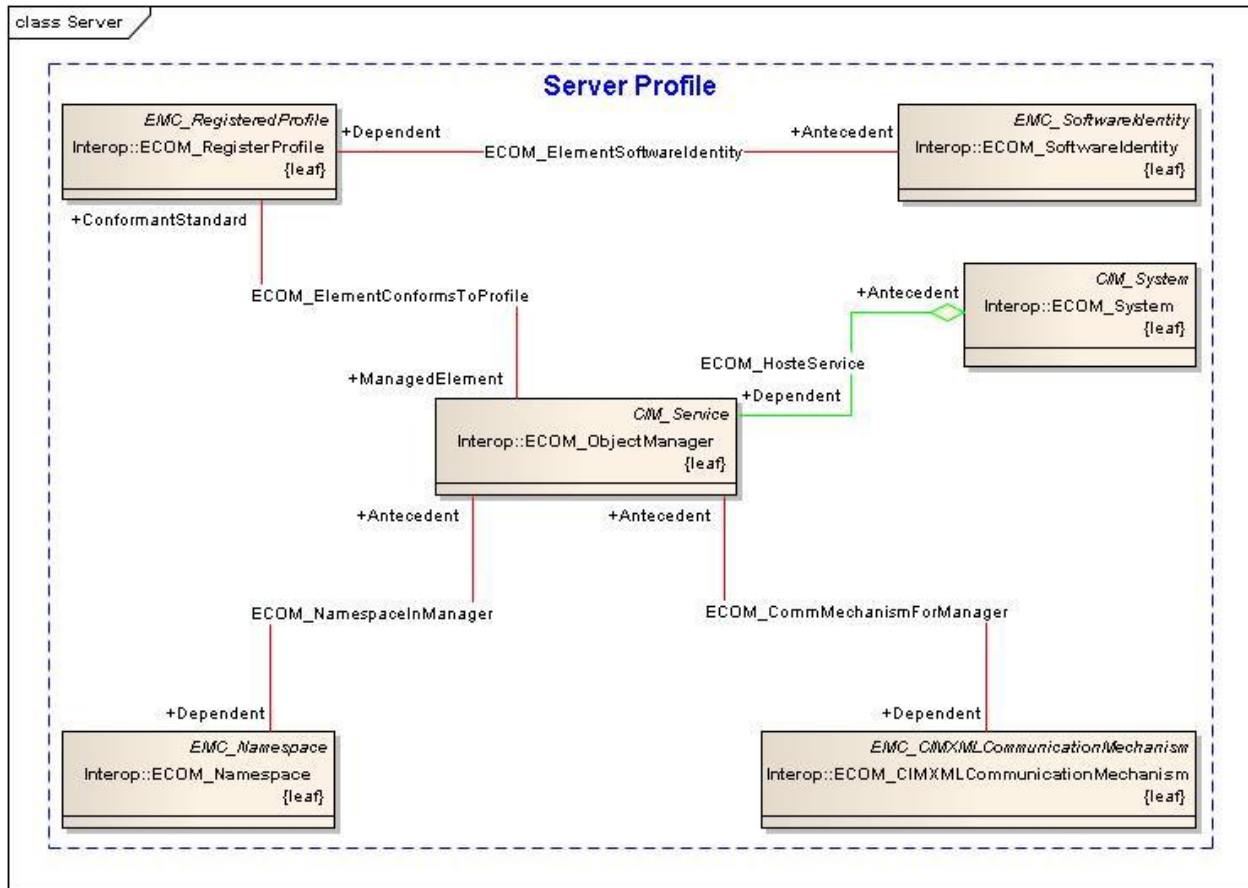 class Server
Server Profile
EMC_RegisteredProfile
Interop::ECOM_RegisterProfile
{leaf}
+Dependent
ECOM_ElementSoftwareIdentity
+Antecedent
EMC_SoftwareIdentity
Interop::ECOM_SoftwareIdentity
{leaf}
+ConformantStandard
ECOM_ElementConformsToProfile
+ManagedElement
CIM_System
Interop::ECOM_System
{leaf}
+Antecedent
ECOM_HosteService
+Dependent
CIM_Service
Interop::ECOM_ObjectManager
{leaf}
+Antecedent
+Antecedent
ECOM_NamespaceInManager
ECOM_CommMechanismForManager
+Dependent
+Dependent
EMC_Namespace
Interop::ECOM_Namespace
{leaf}
EMC_CIMXMLCommunicationMechanism
Interop::ECOM_CIMXMLCommunicationMechanism
{leaf}